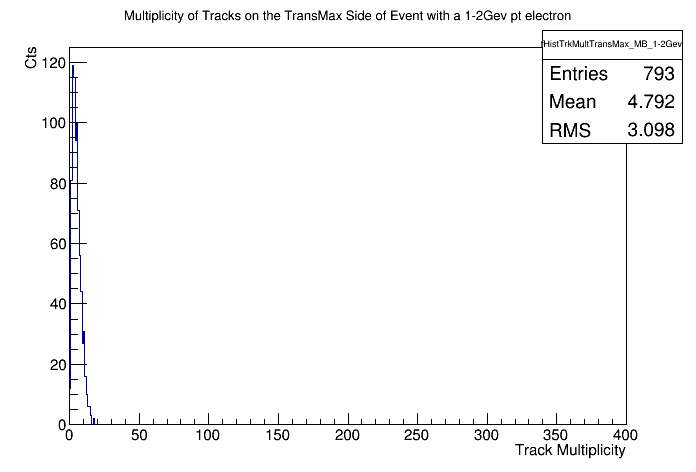 Multiplicity of Tracks on the TransMax Side of Event with a 1-2Gev pt electron
fHistTrkMultTransMax_MB_1-2Gev
Entries 793
Mean 4.792
RMS 3.098
Cts
120
100
80
60
40
20
0
0 50 100 150 200 250 300 350 400
Track Multiplicity